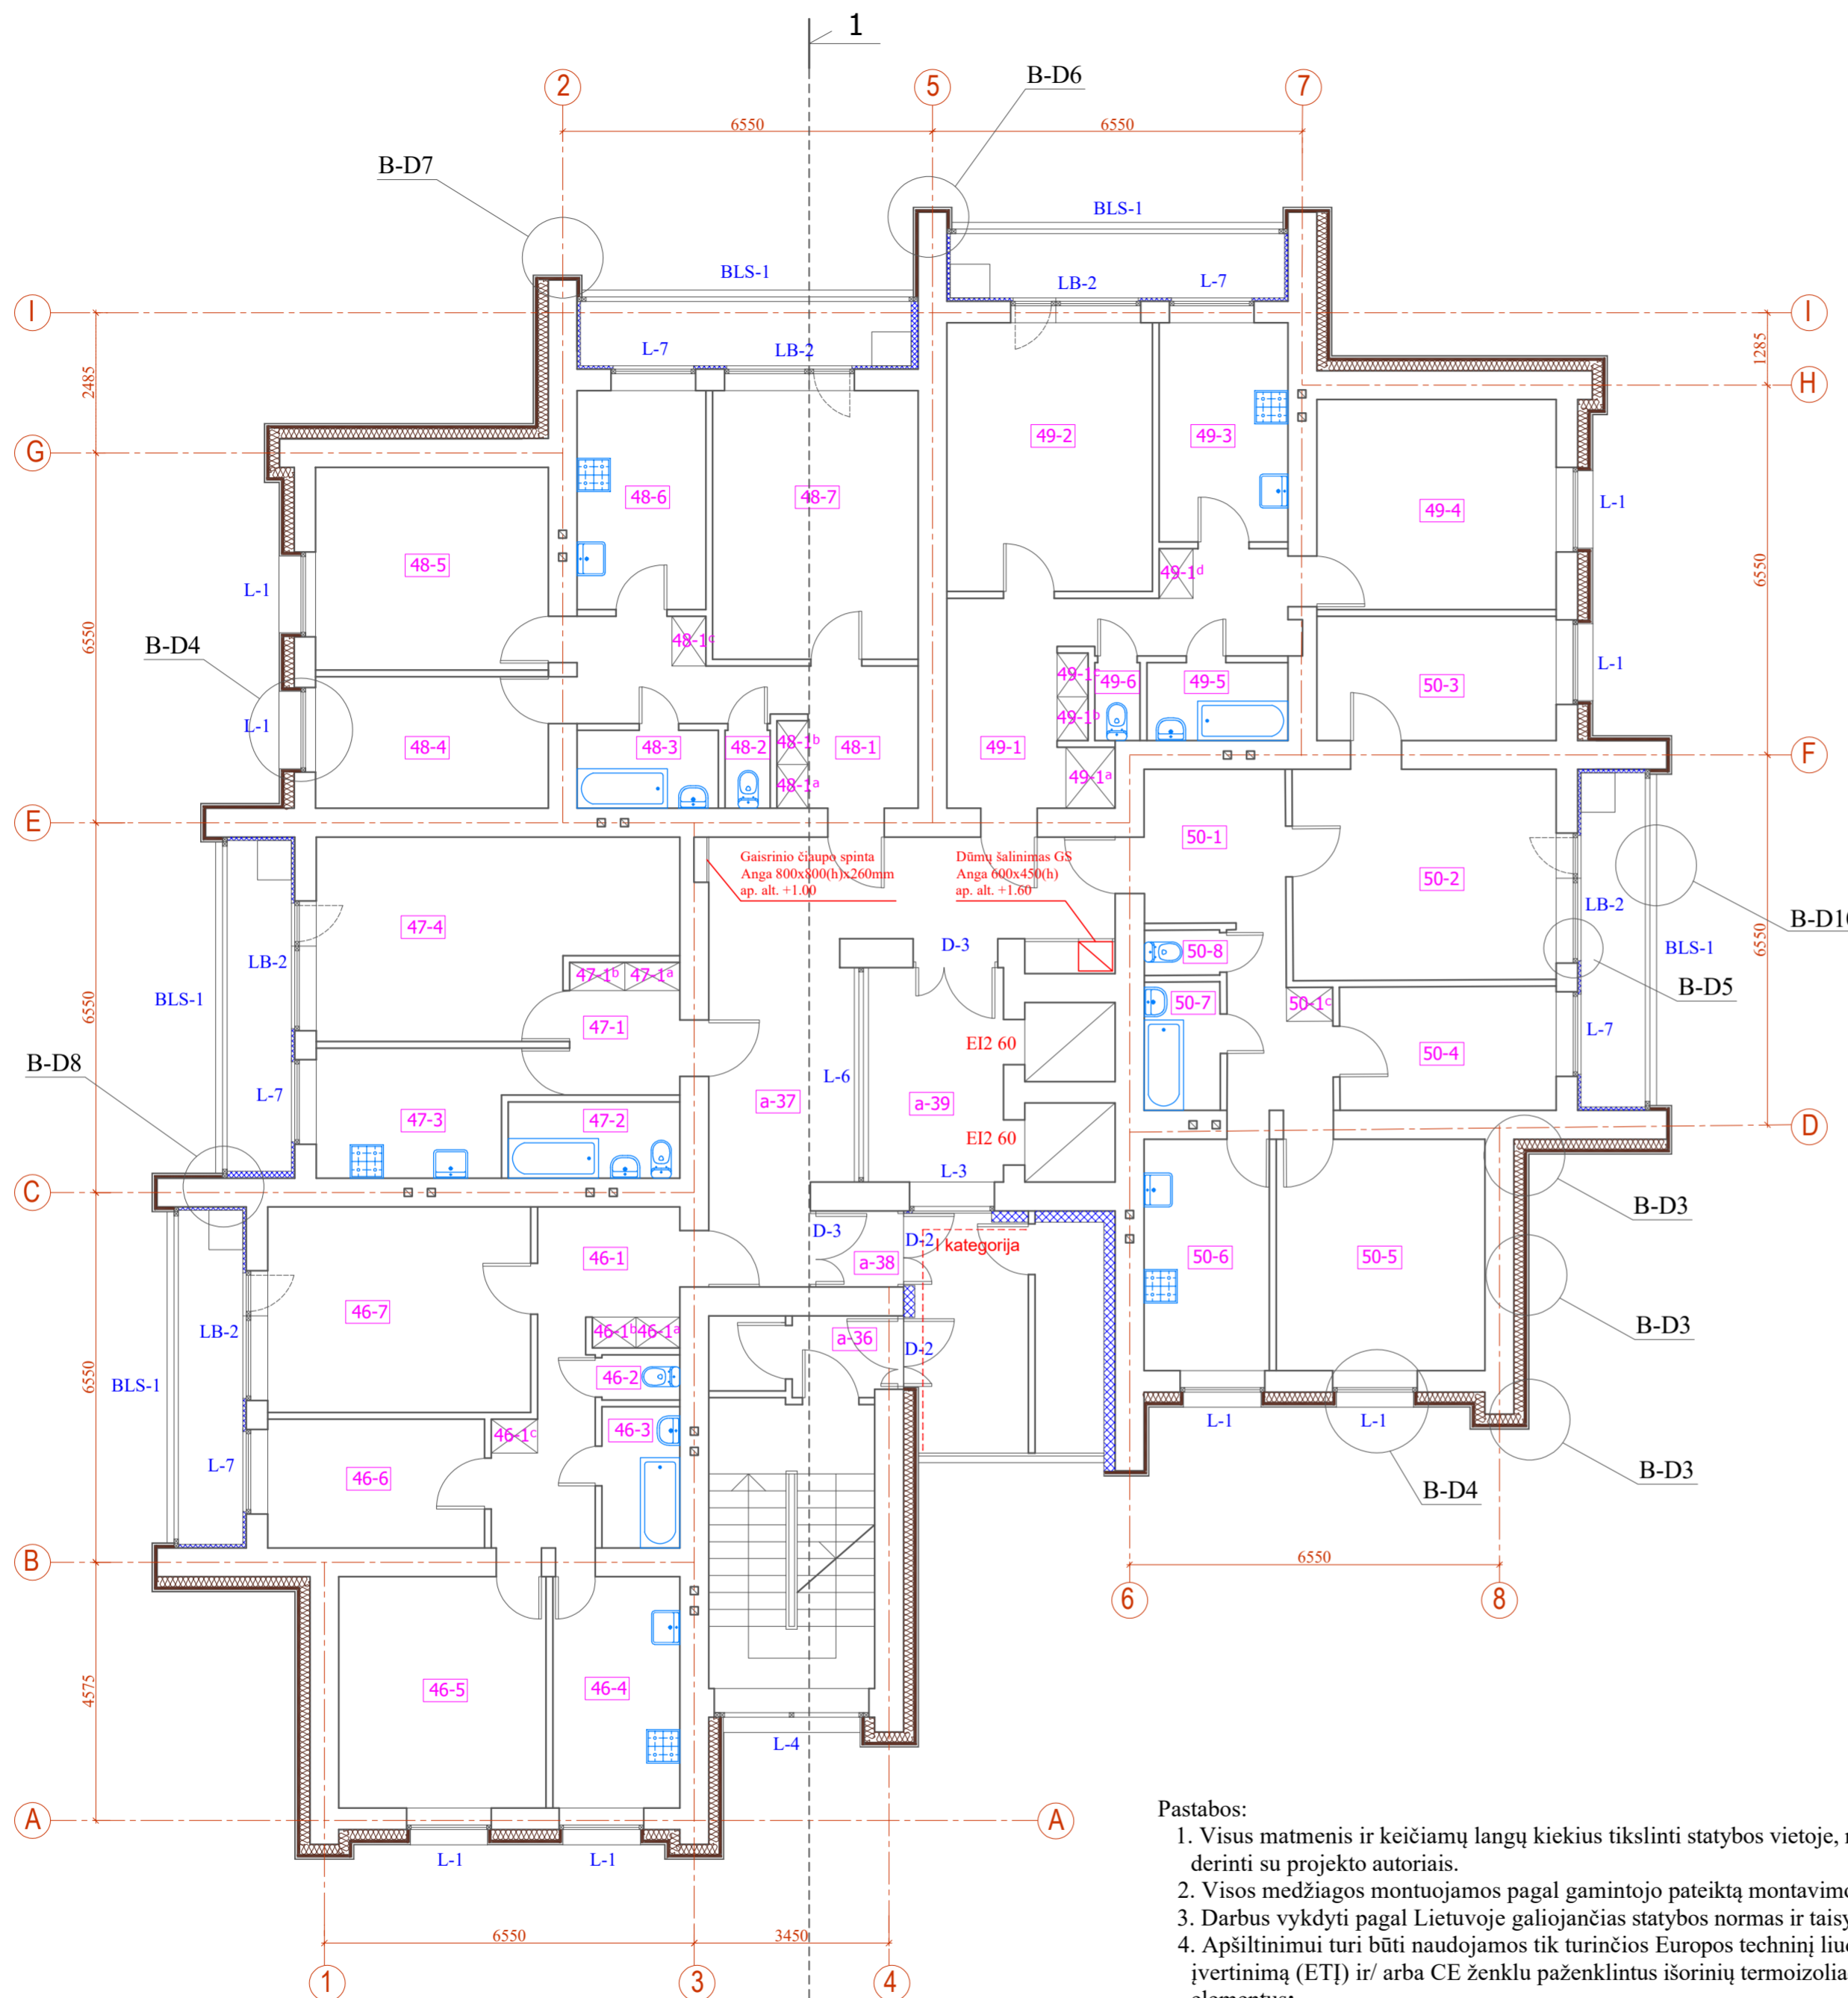 1
2
5
7
B-D6
6550
6550
B-D7
BLS-1
BLS-1
LB-2
L-7
I
I
L-7
LB-2
1285
2485
H
G
49-2
49-3
48-6
48-7
49-4
L-1
48-5
49-1d
L-1
6550
6550
48-1c
B-D4
L-1
49-1c
49-6
49-5
50-3
L-1
49-1b
48-4
48-3
48-2
48-1b
48-1
49-1
F
49-1a
48-1a
E
50-1
Gaisrinio čiaupo spinta
Anga 800x800(h)x260mm
ap. alt. +1.00
Dūmų šalinimas GS
Anga 600x450(h)
ap. alt. +1.60
50-2
LB-2
B-D10
47-4
D-3
50-8
BLS-1
6550
LB-2
47-1b
47-1a
B-D5
BLS-1
50-7
50-1c
6550
47-1
L-7
EI2 60
50-4
B-D8
L-6
L-7
a-37
a-39
47-3
47-2
EI2 60
D
L-3
C
B-D3
46-1
D-3
D-2
I kategorija
50-6
50-5
a-38
46-7
LB-2
46-1b
46-1a
a-36
B-D3
D-2
6550
46-2
BLS-1
L-1
L-1
46-1c
46-3
L-7
46-6
B-D3
B-D4
B
6550
6
8
46-5
46-4
4575
L-4
A
A
L-1
L-1
6550
3450
1
3
4
Pastabos:
1. Visus matmenis ir keičiamų langų kiekius tikslinti statybos vietoje,
derinti su projekto autoriais.
2. Visos medžiagos montuojamos pagal gamintojo pateiktą montavimo
3. Darbus vykdyti pagal Lietuvoje galiojančias statybos normas ir taisy
4. Apšiltinimui turi būti naudojamos tik turinčios Europos techninį liud
įvertinimą (ETĮ) ir/ arba CE ženklu paženklintus išorinių termoizolia